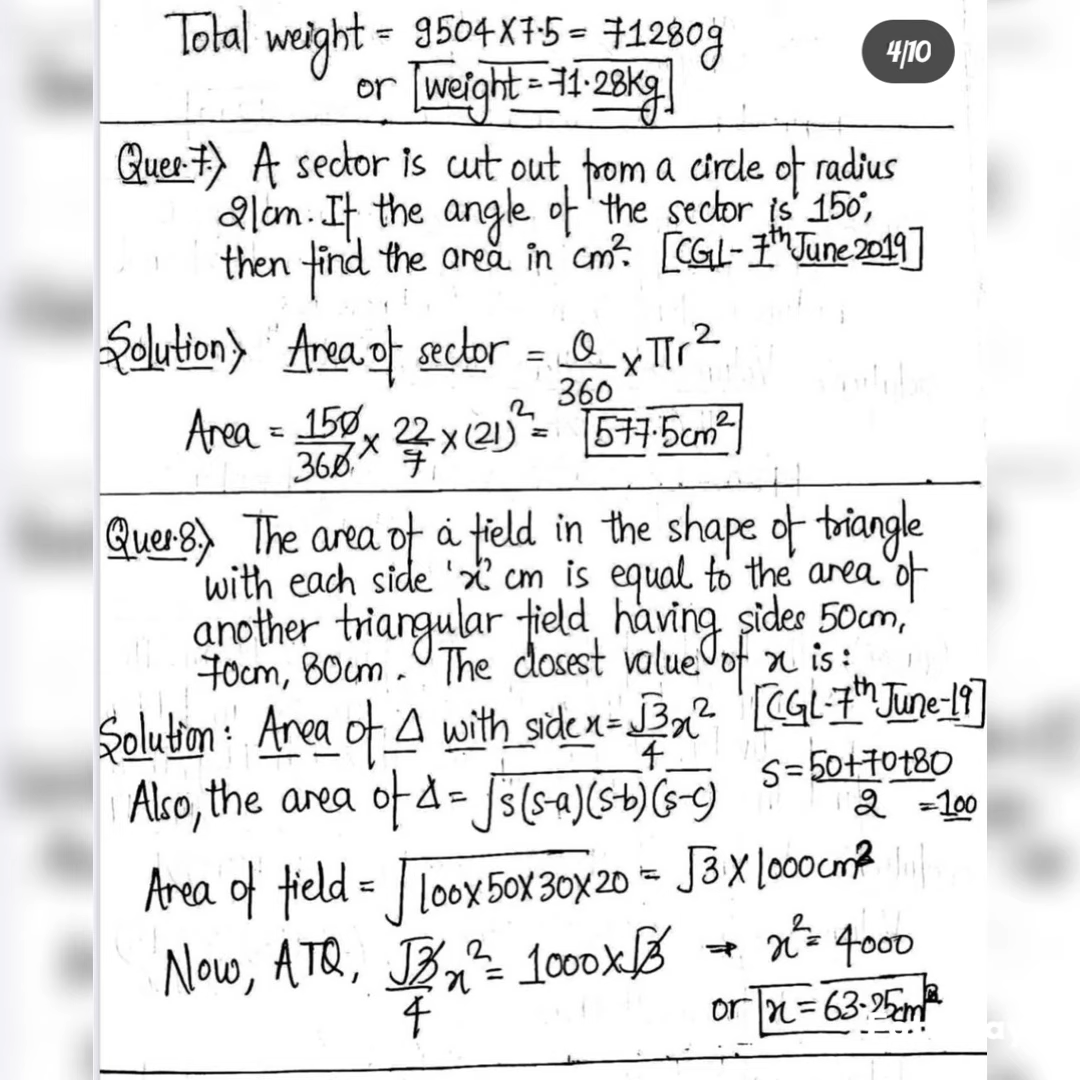 Total weight = 9504×7.5 = 71280g
4/10
or weight = 71.28Kg
Ques.7.) A sector is cut out from a circle of radius
21cm. If the angle of the sector is 150°,
then find the area in cm². [CGL-7th June 2019]
Solution) Area of sector = θ/360 × πr²
Area = 150/360 × 22/7 × (21)² = 577.5cm²
Ques.8.) The area of a field in the shape of triangle
with each side 'x' cm is equal to the area of
another triangular field having sides 50cm,
70cm, 80cm. The closest value of x is:
[CGL-7th June-19]
Solution: Area of Δ with side x = √3/4 x²
S = 50+70+80/2 = 100
Also, the area of Δ = √s(s-a)(s-b)(s-c)
Area of field = √100×50×30×20 = √3×1000cm²
Now, ATQ, √3/4 x² = 1000×√3 → x² = 4000
or x = 63.25cm